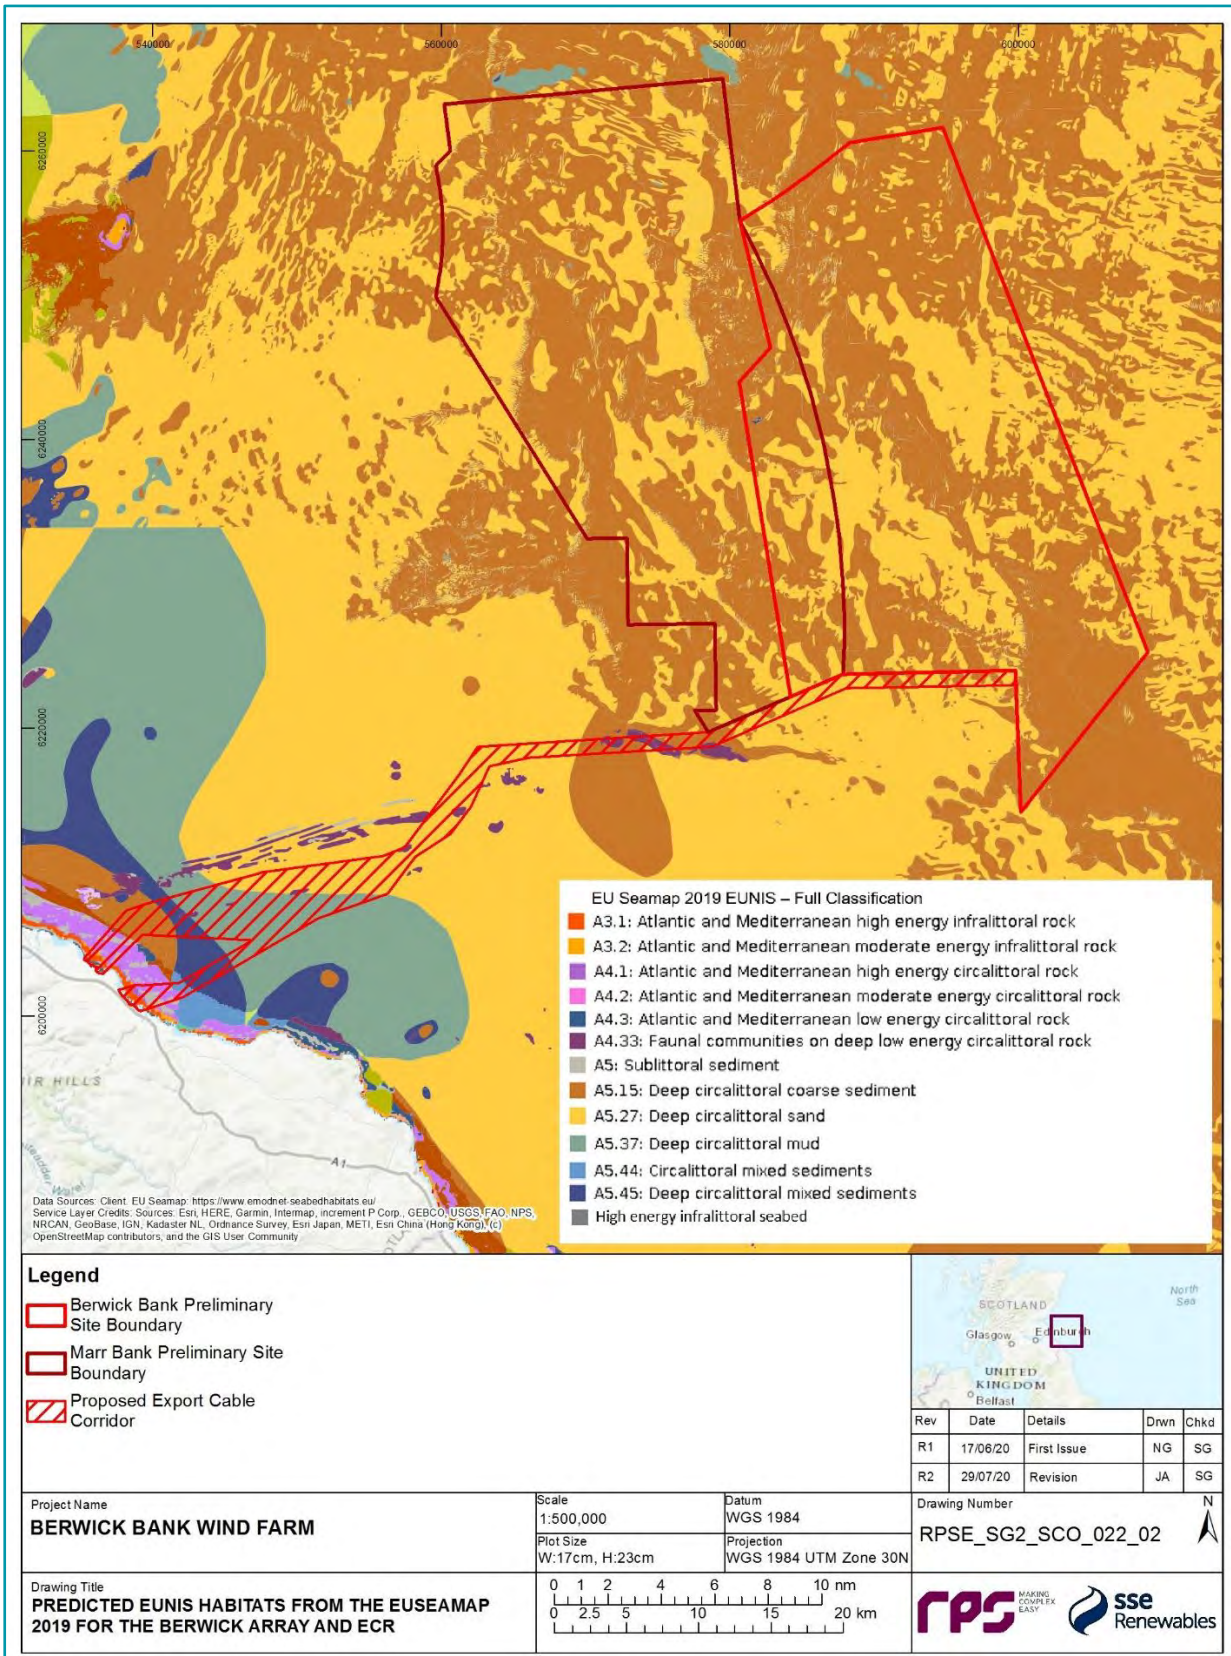 540000
560000
580000
600000
6260000
6240000
6220000
6200000
A1
EU Seamap 2019 EUNIS – Full Classification
A3.1: Atlantic and Mediterranean high energy infralittoral rock
A3.2: Atlantic and Mediterranean moderate energy infralittoral rock
A4.1: Atlantic and Mediterranean high energy circalittoral rock
A4.2: Atlantic and Mediterranean moderate energy circalittoral rock
A4.3: Atlantic and Mediterranean low energy circalittoral rock
A4.33: Faunal communities on deep low energy circalittoral rock
A5: Sublittoral sediment
A5.15: Deep circalittoral coarse sediment
A5.27: Deep circalittoral sand
A5.37: Deep circalittoral mud
A5.44: Circalittoral mixed sediments
A5.45: Deep circalittoral mixed sediments
High energy infralittoral seabed
Data Sources: Client. EU Seamap: https://www.emodnet-seabedhabitats.eu/
Service Layer Credits: Sources: Esri, HERE, Garmin, Intermap, increment P Corp., GEBCO, USGS, FAO, NPS,
NRCAN, GeoBase, IGN, Kadaster NL, Ordnance Survey, Esri Japan, METI, Esri China (Hong Kong), (c)
OpenStreetMap contributors, and the GIS User Community
Legend
Berwick Bank Preliminary
Site Boundary
Marr Bank Preliminary Site
Boundary
Proposed Export Cable
Corridor
SCOTLAND
North
Sea
Glasgow
Edinburgh
UNITED
KINGDOM
Belfast
Rev Date Details Drwn Chkd
R1 17/06/20 First Issue NG SG
R2 29/07/20 Revision JA SG
Project Name
BERWICK BANK WIND FARM
Scale
1:500,000
Datum
WGS 1984
Plot Size
W:17cm, H:23cm
Projection
WGS 1984 UTM Zone 30N
Drawing Number
RPSE_SG2_SCO_022_02
N
Drawing Title
PREDICTED EUNIS HABITATS FROM THE EUSEAMAP
2019 FOR THE BERWICK ARRAY AND ECR
0 1 2 4 6 8 10 nm
0 2.5 5 10 15 20 km
rps
MAKING
COMPLEX
EASY
sse
Renewables